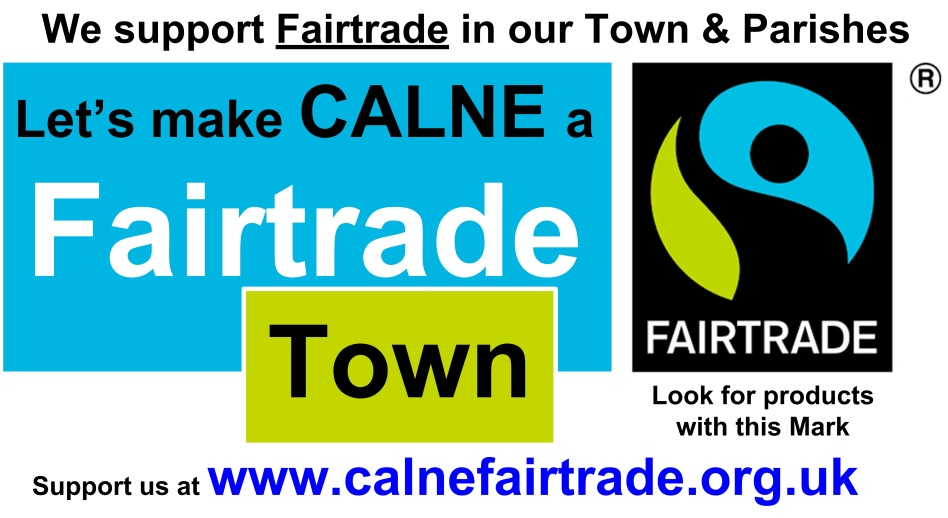 We support Fairtrade in our Town & Parishes
Let’s make CALNE a
Fairtrade
Town
®
FAIRTRADE
Look for products
with this Mark
Support us at www.calnefairtrade.org.uk